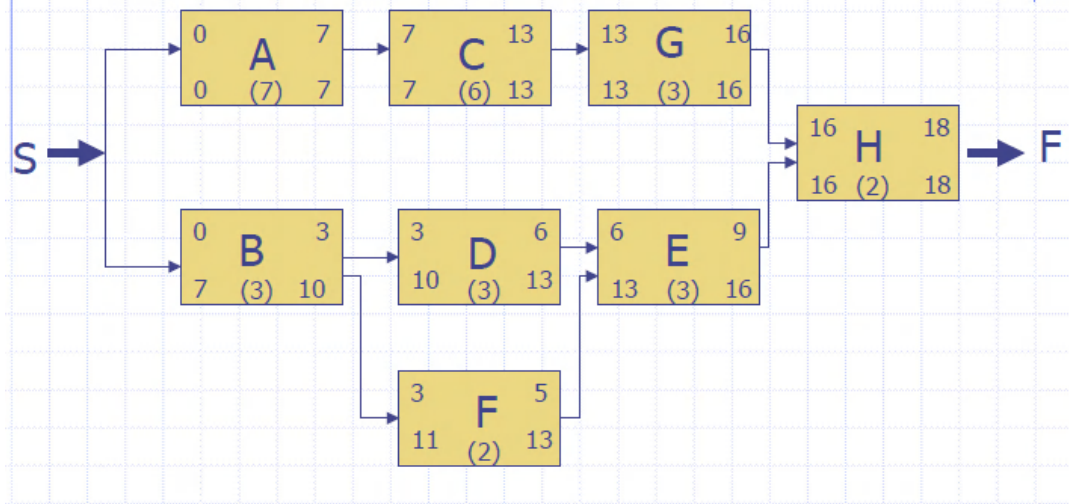 0 7
A
0 (7) 7
7 13
C
7 (6) 13
13 16
G
13 (3) 16
S
16 18
H
16 (2) 18
F
0 3
B
7 (3) 10
3 6
D
10 (3) 13
6 9
E
13 (3) 16
3 5
F
11 (2) 13